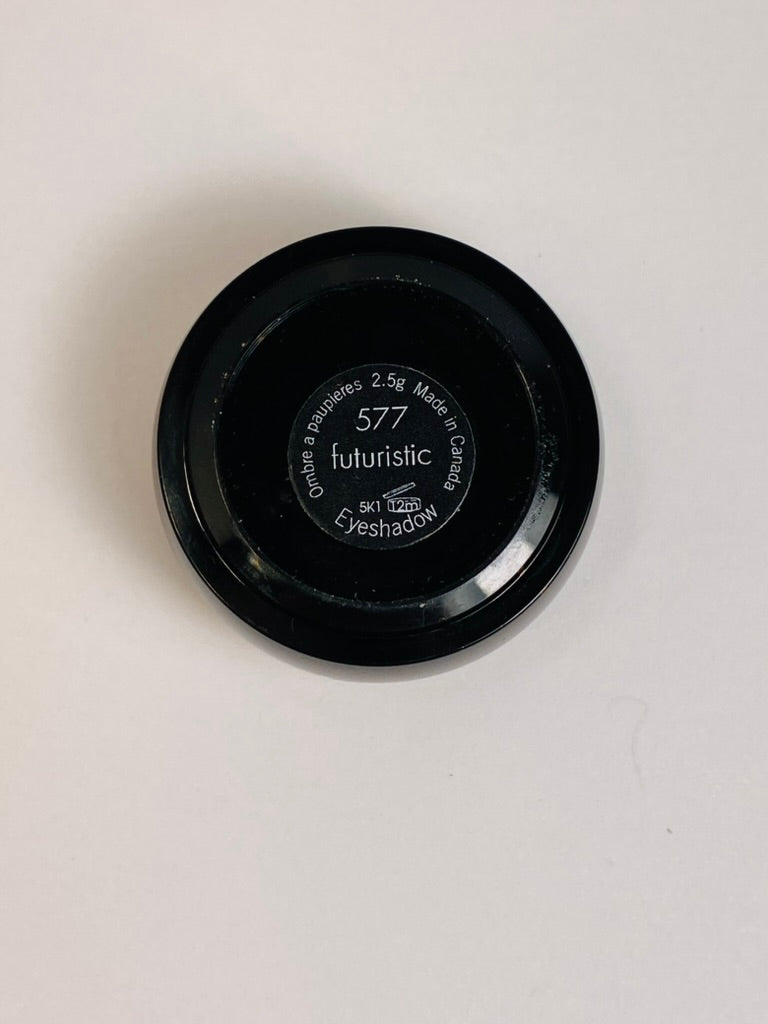 Ombre a paupieres 2.5g Made in Canada
577
futuristic
5K1 12m
Eyeshadow